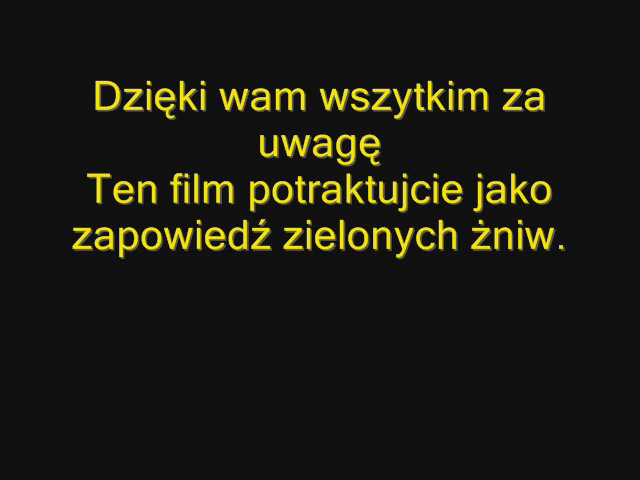 Dzięki wam wszytkim za
uwagę
Ten film potraktujcie jako
zapowiedź zielonych żniw.